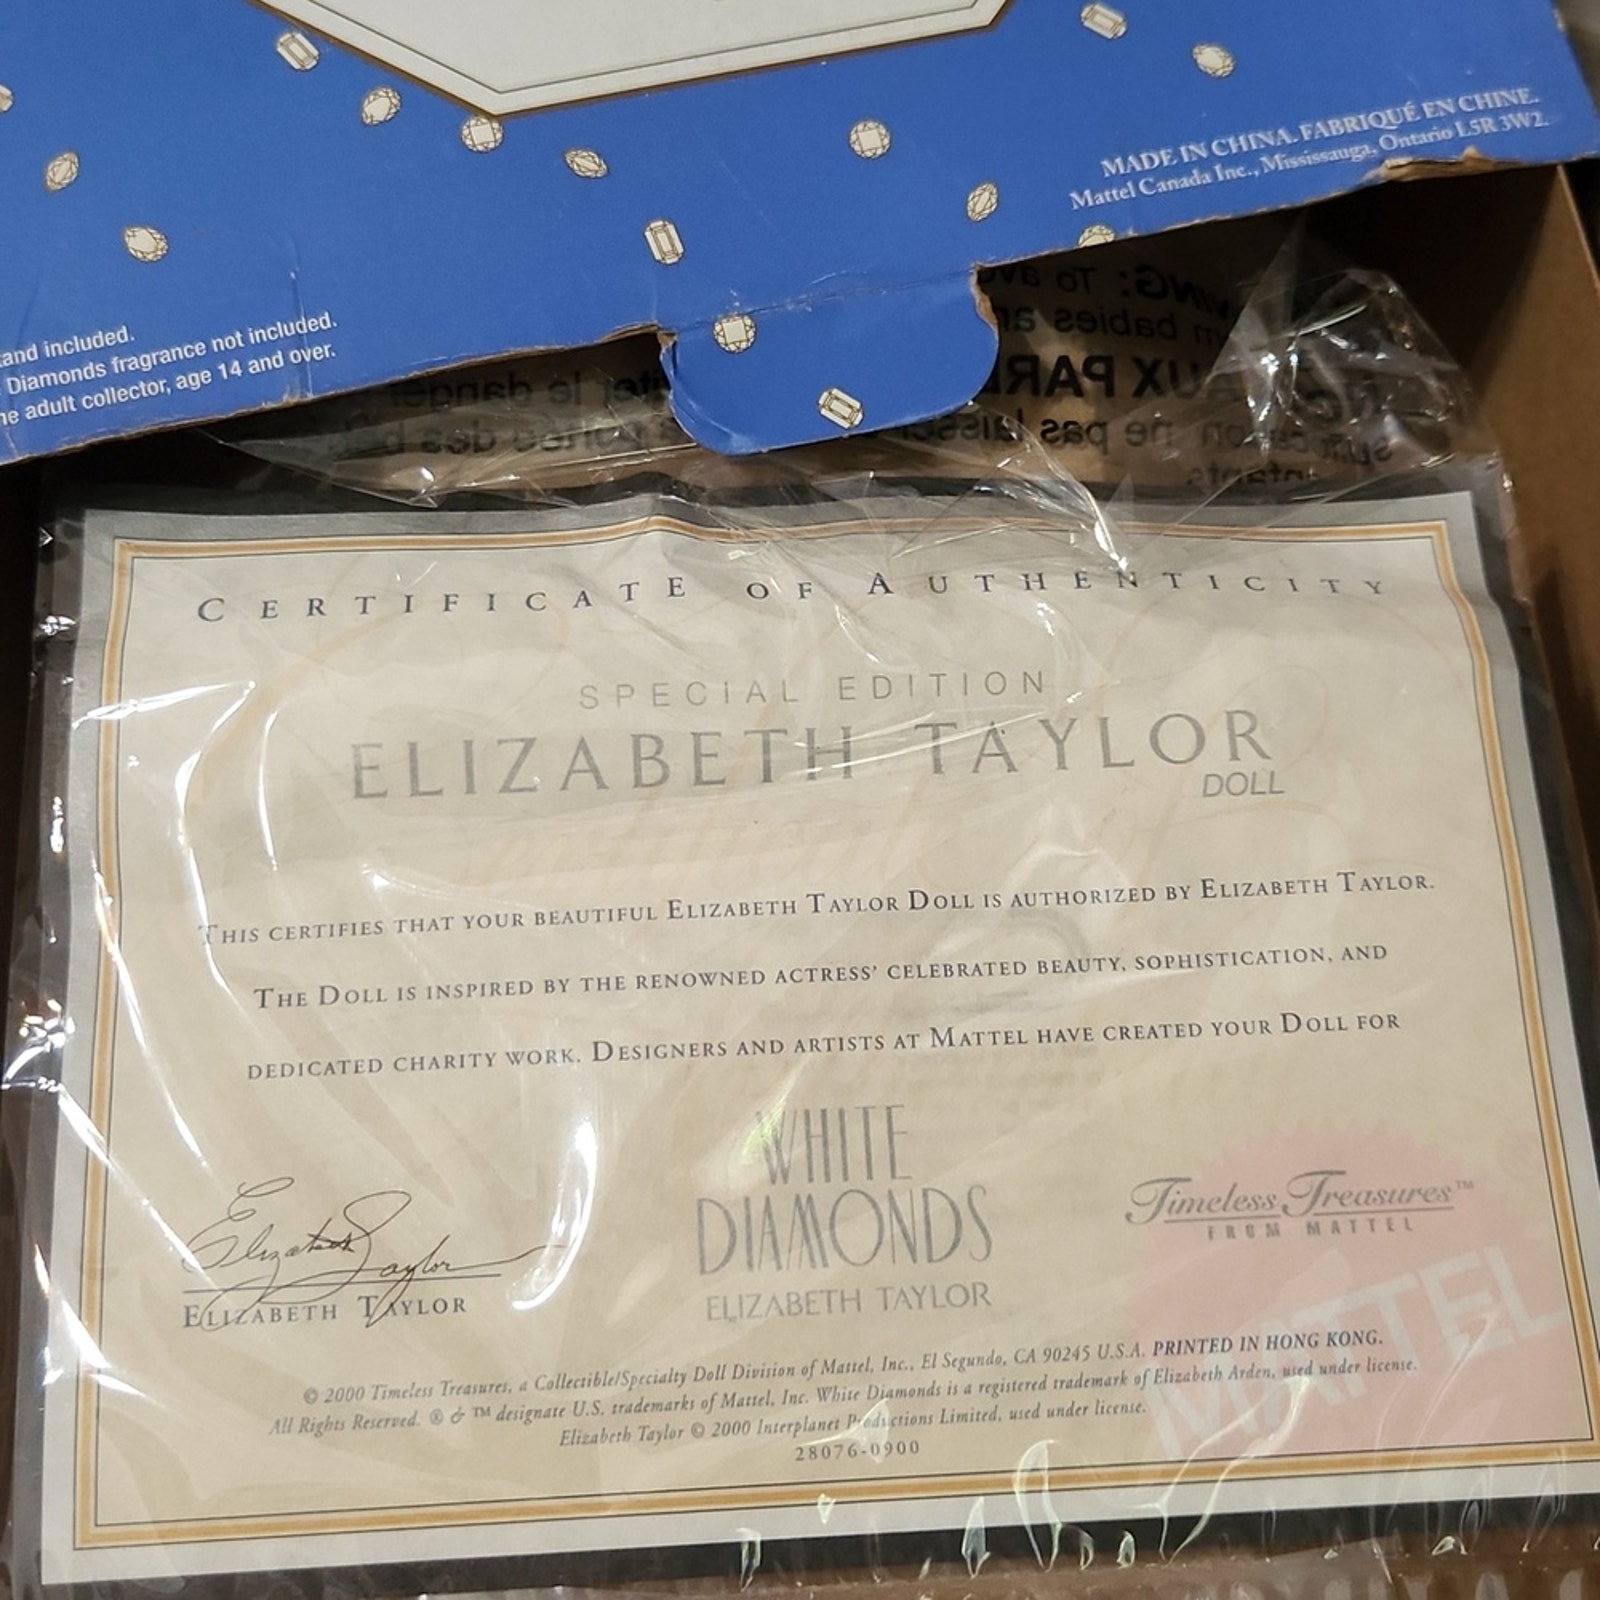 MADE IN CHINA. FABRIQUÉ EN CHINE.
Mattel Canada Inc., Mississauga, Ontario L5R 3W2.
and included.
Diamonds fragrance not included.
adult collector, age 14 and over.
To
babies
ne pas
des
le danger
CERTIFICATE OF AUTHENTICITY
SPECIAL EDITION
ELIZABETH TAYLOR
DOLL
THIS CERTIFIES THAT YOUR BEAUTIFUL ELIZABETH TAYLOR DOLL IS AUTHORIZED BY ELIZABETH TAYLOR.
THE DOLL IS INSPIRED BY THE RENOWNED ACTRESS' CELEBRATED BEAUTY, SOPHISTICATION, AND
DEDICATED CHARITY WORK. DESIGNERS AND ARTISTS AT MATTEL HAVE CREATED YOUR DOLL FOR
WHITE
DIAMONDS
ELIZABETH TAYLOR
Elizabeth Taylor
ELIZABETH TAYLOR
Timeless Treasures™
FROM MATTEL
MATTEL
© 2000 Timeless Treasures, a Collectible/Specialty Doll Division of Mattel, Inc., El Segundo, CA 90245 U.S.A. PRINTED IN HONG KONG.
All Rights Reserved. ® & ™ designate U.S. trademarks of Mattel, Inc. White Diamonds is a registered trademark of Elizabeth Arden, used under license.
Elizabeth Taylor © 2000 Interplanet Productions Limited, used under license.
28076-0900